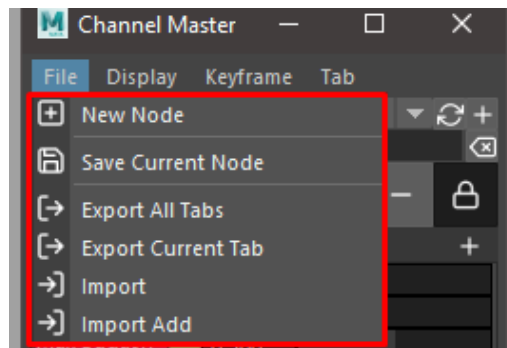 Channel Master
File Display Keyframe Tab
New Node
Save Current Node
Export All Tabs
Export Current Tab
Import
Import Add